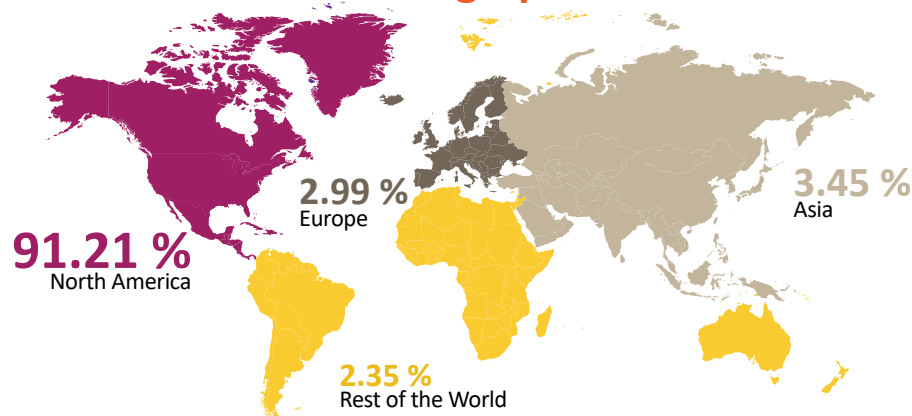 2.99 %
Europe
3.45 %
Asia
91.21 %
North America
2.35 %
Rest of the World